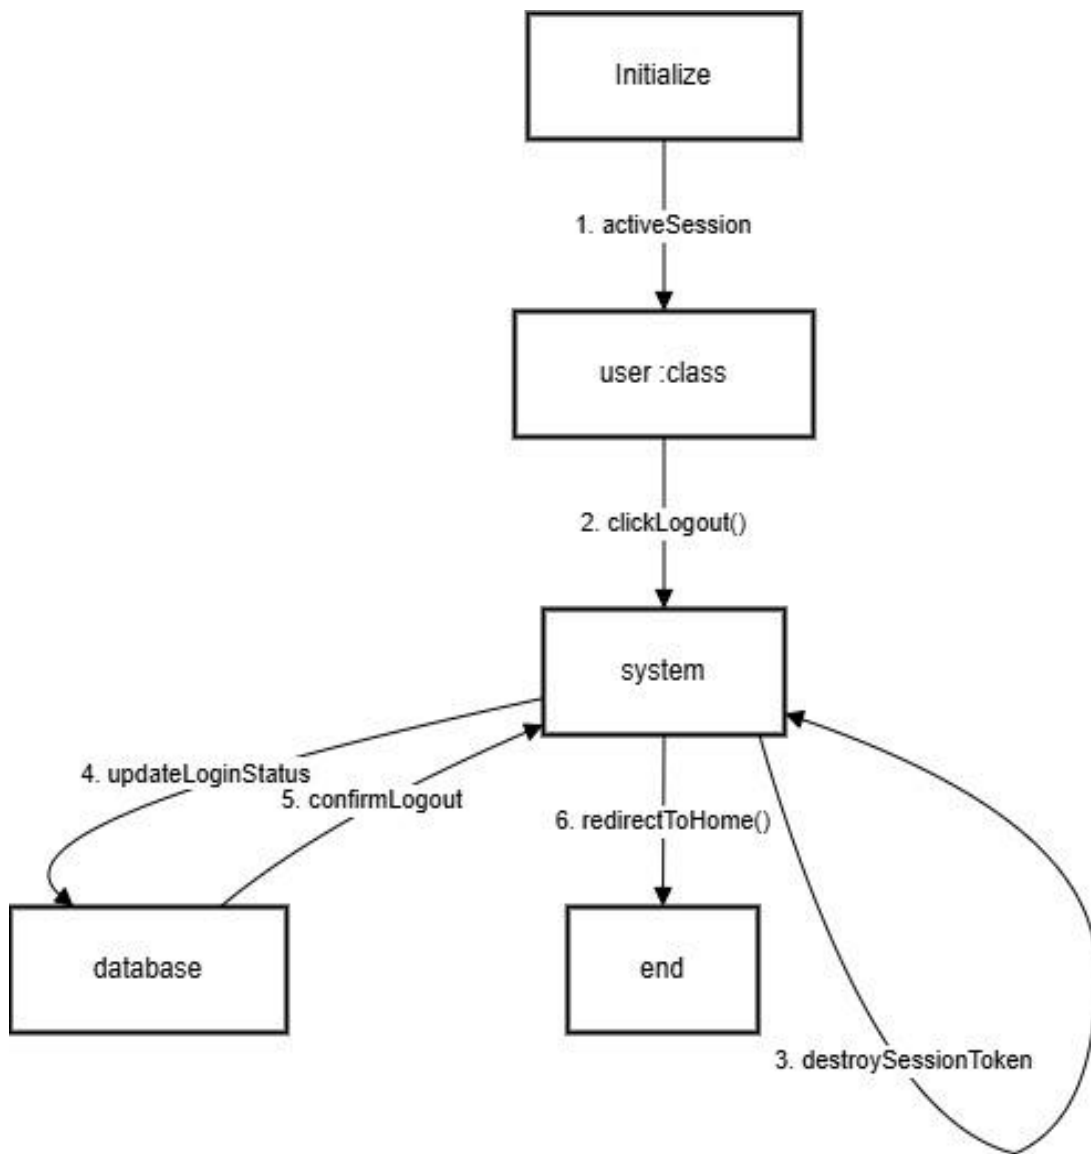 Initialize
1. activeSession
user :class
2. clickLogout()
system
4. updateLoginStatus
5. confirmLogout
6. redirectToHome()
database
end
3. destroySessionToken